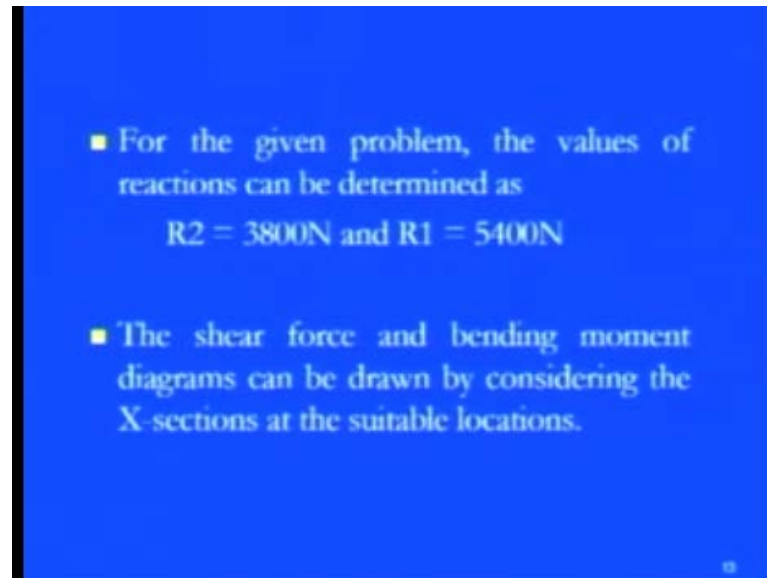 For the given problem, the values of
reactions can be determined as
R2 = 3800N and R1 = 5400N
The shear force and bending moment
diagrams can be drawn by considering the
X-sections at the suitable locations.
13